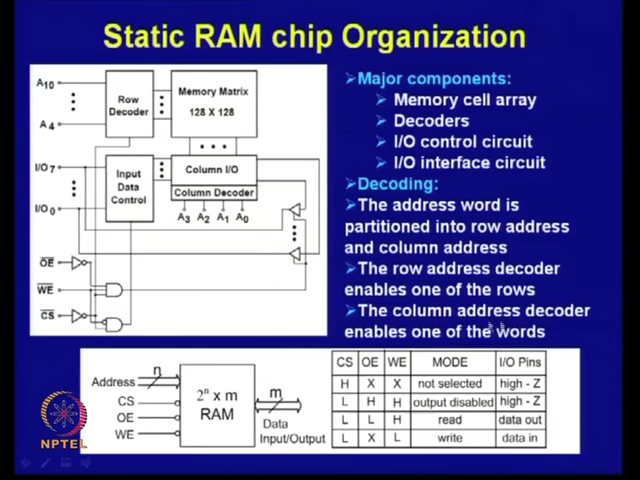 Static RAM chip Organization
A10
A4
Row
Decoder
Memory Matrix
128 X 128
I/O 7
I/O 0
Input
Data
Control
Column I/O
Column Decoder
A3 A2 A1 A0
OE
WE
CS
Major components:
Memory cell array
Decoders
I/O control circuit
I/O interface circuit
Decoding:
The address word is
partitioned into row address
and column address
The row address decoder
enables one of the rows
The column address decoder
enables one of the words
Address
n
CS
OE
WE
2ⁿ x m
RAM
m
Data
Input/Output
CS OE WE MODE I/O Pins
H X X not selected high - Z
L H H output disabled high - Z
L L H read data out
L X L write data in
NPTEL